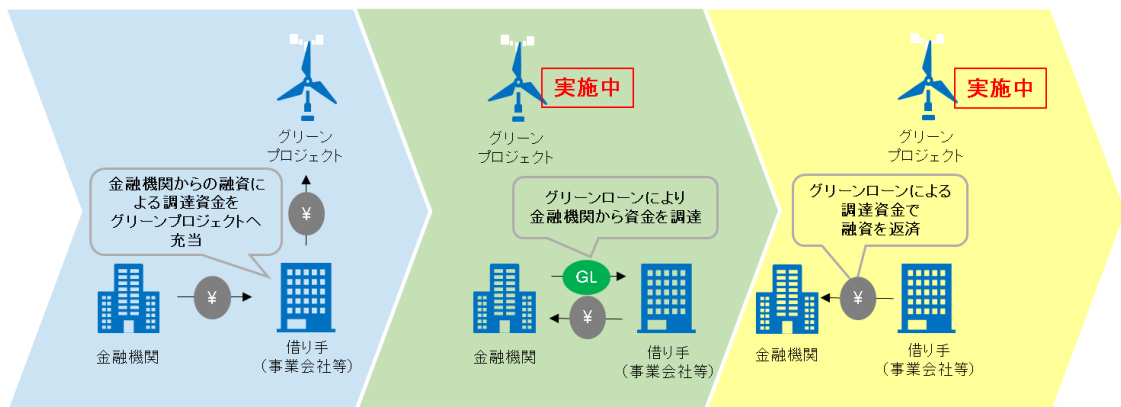 グリーン
プロジェクト
金融機関からの融資に
よる調達資金を
グリーンプロジェクトへ
充当
¥
¥
金融機関
借り手
(事業会社等)
実施中
グリーン
プロジェクト
グリーンローンにより
金融機関から資金を調達
GL
¥
金融機関
借り手
(事業会社等)
実施中
グリーン
プロジェクト
グリーンローンによる
調達資金で
融資を返済
¥
金融機関
借り手
(事業会社等)